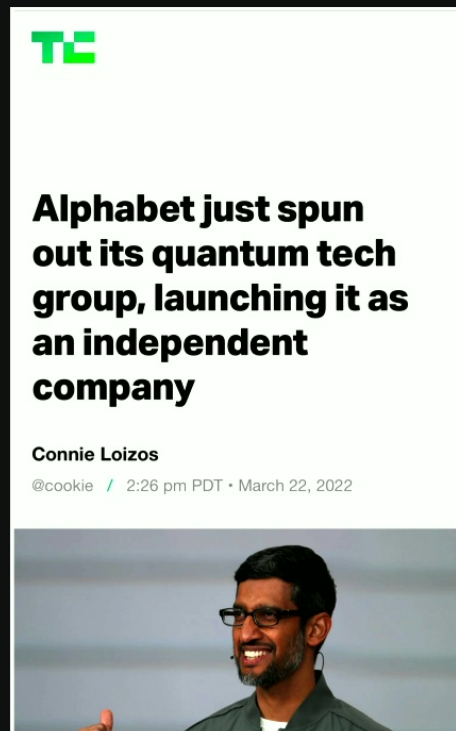 TC
Alphabet just spun
out its quantum tech
group, launching it as
an independent
company
Connie Loizos
@cookie / 2:26 pm PDT • March 22, 2022